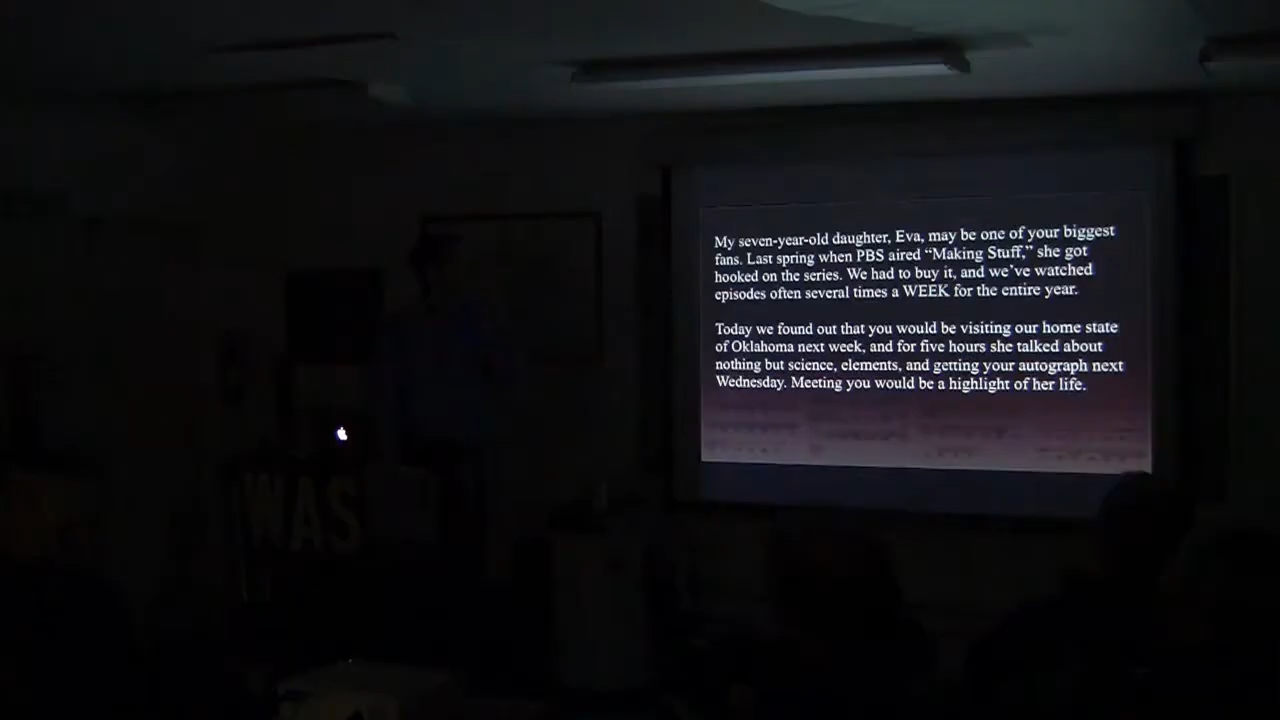 My seven-year-old daughter, Eva, may be one of your biggest
fans. Last spring when PBS aired “Making Stuff,” she got
hooked on the series. We had to buy it, and we’ve watched
episodes often several times a WEEK for the entire year.
Today we found out that you would be visiting our home state
of Oklahoma next week, and for five hours she talked about
nothing but science, elements, and getting your autograph next
Wednesday. Meeting you would be a highlight of her life.
WAS